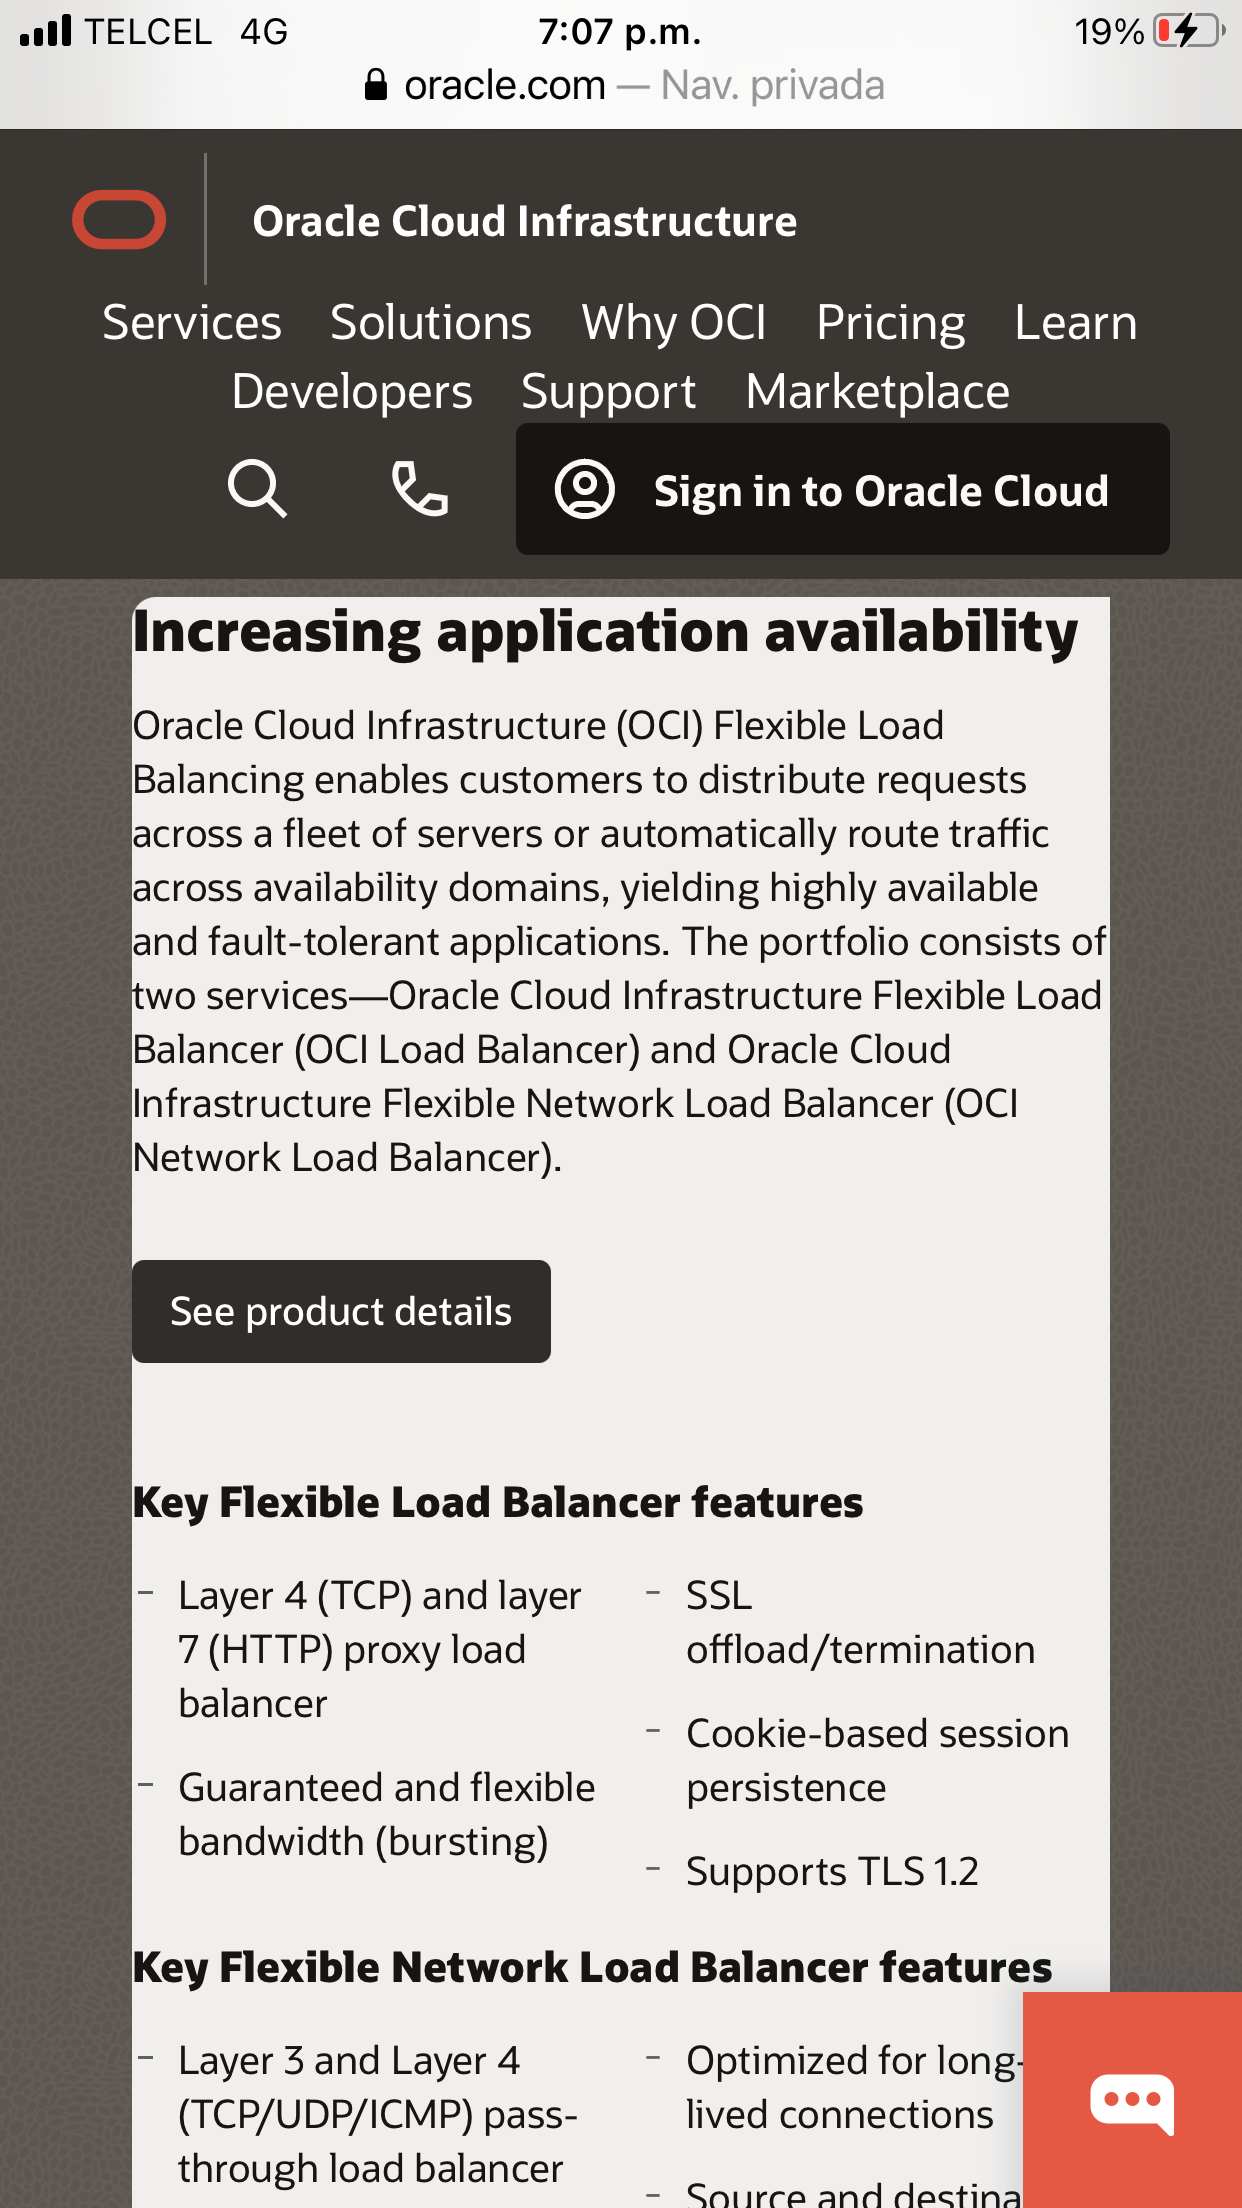 TELCEL 4G 7:07 p.m. 19%
oracle.com — Nav. privada
Oracle Cloud Infrastructure
Services Solutions Why OCI Pricing Learn
Developers Support Marketplace
Sign in to Oracle Cloud
Increasing application availability
Oracle Cloud Infrastructure (OCI) Flexible Load
Balancing enables customers to distribute requests
across a fleet of servers or automatically route traffic
across availability domains, yielding highly available
and fault-tolerant applications. The portfolio consists of
two services—Oracle Cloud Infrastructure Flexible Load
Balancer (OCI Load Balancer) and Oracle Cloud
Infrastructure Flexible Network Load Balancer (OCI
Network Load Balancer).
See product details
Key Flexible Load Balancer features
– Layer 4 (TCP) and layer
7 (HTTP) proxy load
balancer
– Guaranteed and flexible
bandwidth (bursting)
– SSL
offload/termination
– Cookie-based session
persistence
– Supports TLS 1.2
Key Flexible Network Load Balancer features
– Layer 3 and Layer 4
(TCP/UDP/ICMP) pass-
through load balancer
– Optimized for long-
lived connections
– Source and